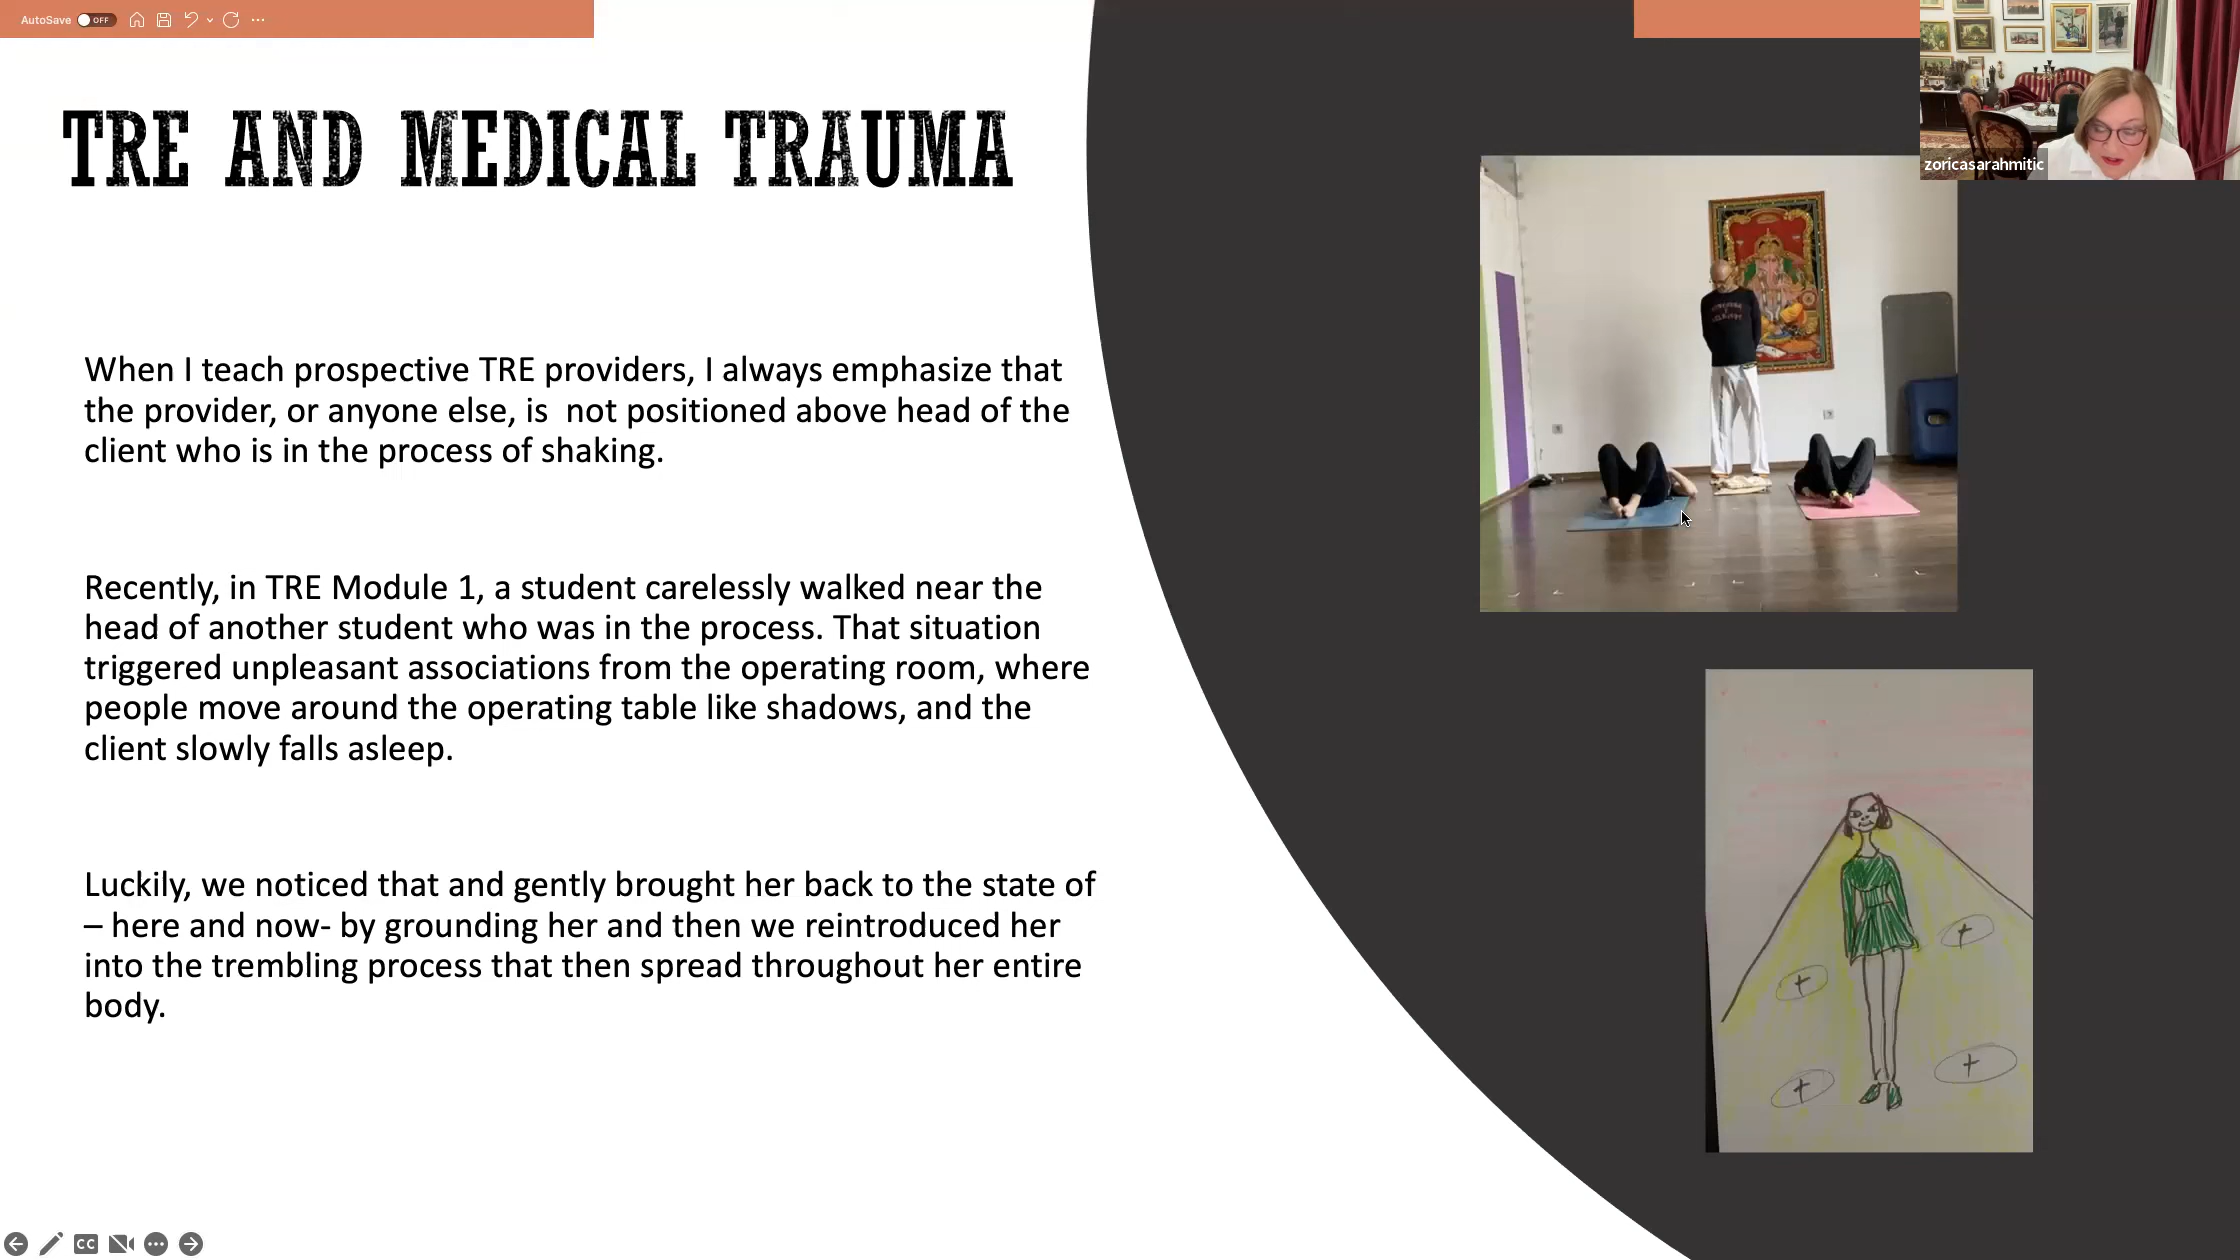 AutoSave OFF
TRE AND MEDICAL TRAUMA
zoricasarahmitic
When I teach prospective TRE providers, I always emphasize that
the provider, or anyone else, is  not positioned above head of the
client who is in the process of shaking.
Recently, in TRE Module 1, a student carelessly walked near the
head of another student who was in the process. That situation
triggered unpleasant associations from the operating room, where
people move around the operating table like shadows, and the
client slowly falls asleep.
Luckily, we noticed that and gently brought her back to the state of
– here and now- by grounding her and then we reintroduced her
into the trembling process that then spread throughout her entire
body.
CC